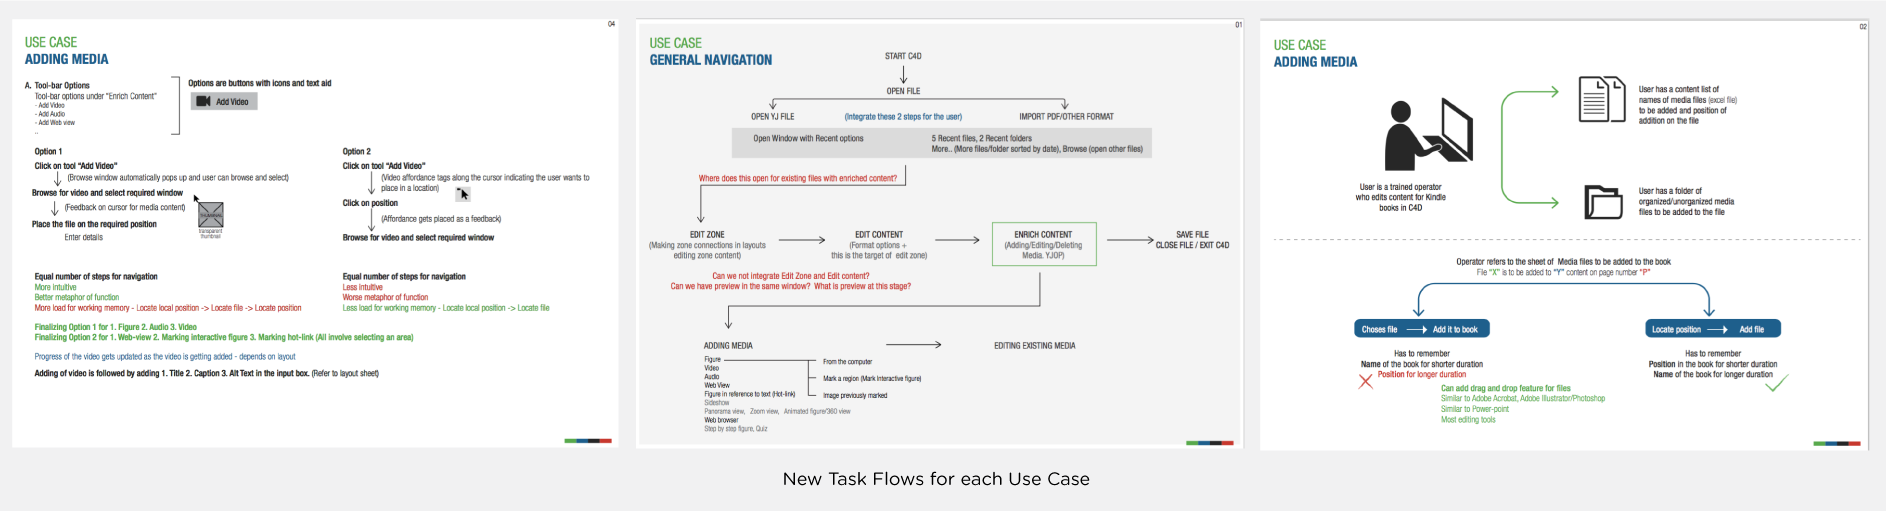 04
USE CASE
ADDING MEDIA
A. Tool-bar Options
Tool-bar options under "Enrich Content"
- Add Video
- Add Audio
- Add Web view
..
Options are buttons with icons and text aid
Add Video
Option 1
Click on tool "Add Video"
(Browse window automatically pops up and user can browse and select)
Browse for video and select required window
(Feedback on cursor for media content)
Place the file on the required position
Enter details
transparent
thumbnail
Option 2
Click on tool "Add Video"
(Video affordance tags along the cursor indicating the user wants to
place in a location)
Click on position
(Affordance gets placed as a feedback)
Browse for video and select required window
Equal number of steps for navigation
More intuitive
Better metaphor of function
More load for working memory - Locate local position -> Locate file -> Locate position
Equal number of steps for navigation
Less intuitive
Worse metaphor of function
Less load for working memory - Locate local position -> Locate file
Finalizing Option 1 for 1. Figure 2. Audio 3. Video
Finalizing Option 2 for 1. Web-view 2. Marking interactive figure 3. Marking hot-link (All involve selecting an area)
Progress of the video gets updated as the video is getting added - depends on layout
Adding of video is followed by adding 1. Title 2. Caption 3. Alt Text in the input box. (Refer to layout sheet)
01
USE CASE
GENERAL NAVIGATION
START C4D
OPEN FILE
OPEN YJ FILE
(Integrate these 2 steps for the user)
IMPORT PDF/OTHER FORMAT
Open Window with Recent options
5 Recent files, 2 Recent folders
More.. (More files/folder sorted by date), Browse (open other files)
Where does this open for existing files with enriched content?
EDIT ZONE
(Making zone connections in layouts
editing zone content)
EDIT CONTENT
(Format options +
this is the target of edit zone)
ENRICH CONTENT
(Adding/Editing/Deleting
Media. YJOP)
SAVE FILE
CLOSE FILE / EXIT C4D
Can we not integrate Edit Zone and Edit content?
Can we have preview in the same window? What is preview at this stage?
ADDING MEDIA
EDITING EXISTING MEDIA
Figure
Video
Audio
Web View
Figure in reference to text (Hot-link)
Sideshow
Panorama view, Zoom view, Animated figure/360 view
Web browser
Step by step figure, Quiz
From the computer
Mark a region (Mark Interactive figure)
Image previously marked
02
USE CASE
ADDING MEDIA
User is a trained operator
who edits content for Kindle
books in C4D
User has a content list of
names of media files (excel file)
to be added and position of
addition on the file
User has a folder of
organized/unorganized media
files to be added to the file
Operator refers to the sheet of Media files to be added to the book
File "X" is to be added to "Y" content on page number "P"
Choses file Add it to book
Has to remember
Name of the book for shorter duration
Position for longer duration
Locate position Add file
Has to remember
Position in the book for shorter duration
Name of the book for longer duration
Can add drag and drop feature for files
Similar to Adobe Acrobat, Adobe Illustrator/Photoshop
Similar to Power-point
Most editing tools
New Task Flows for each Use Case